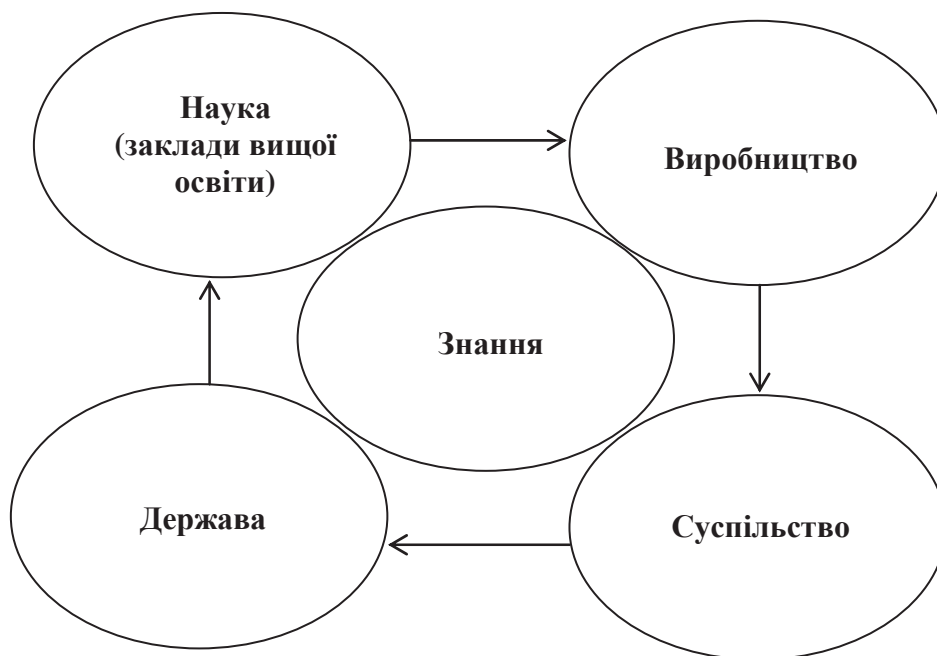 Наука
(заклади вищої
освіти)
Виробництво
Знання
Держава
Суспільство